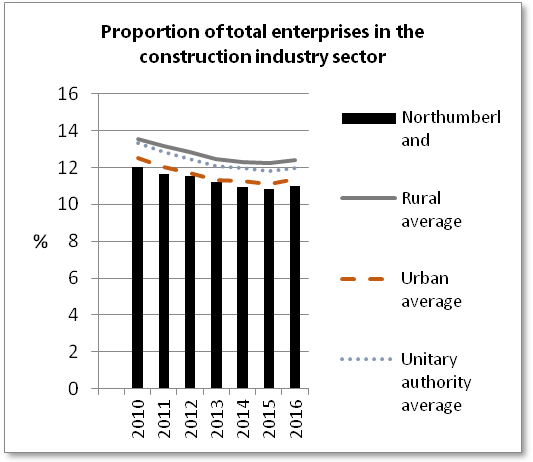 Proportion of total enterprises in the
construction industry sector
16
14
12
10
8
6
4
2
0
%
2010
2011
2012
2013
2014
2015
2016
Northumberl
and
Rural
average
Urban
average
Unitary
authority
average